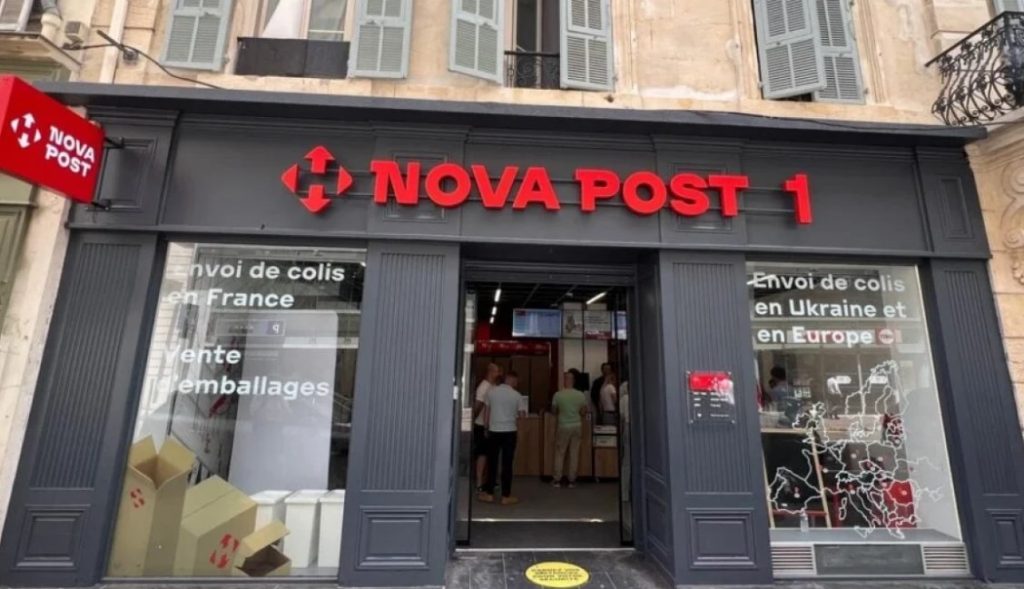 NOVA
POST
NOVA POST 1
Envoi de colis
en France
Vente
d'emballages
Envoi de colis
en Ukraine et
en Europe